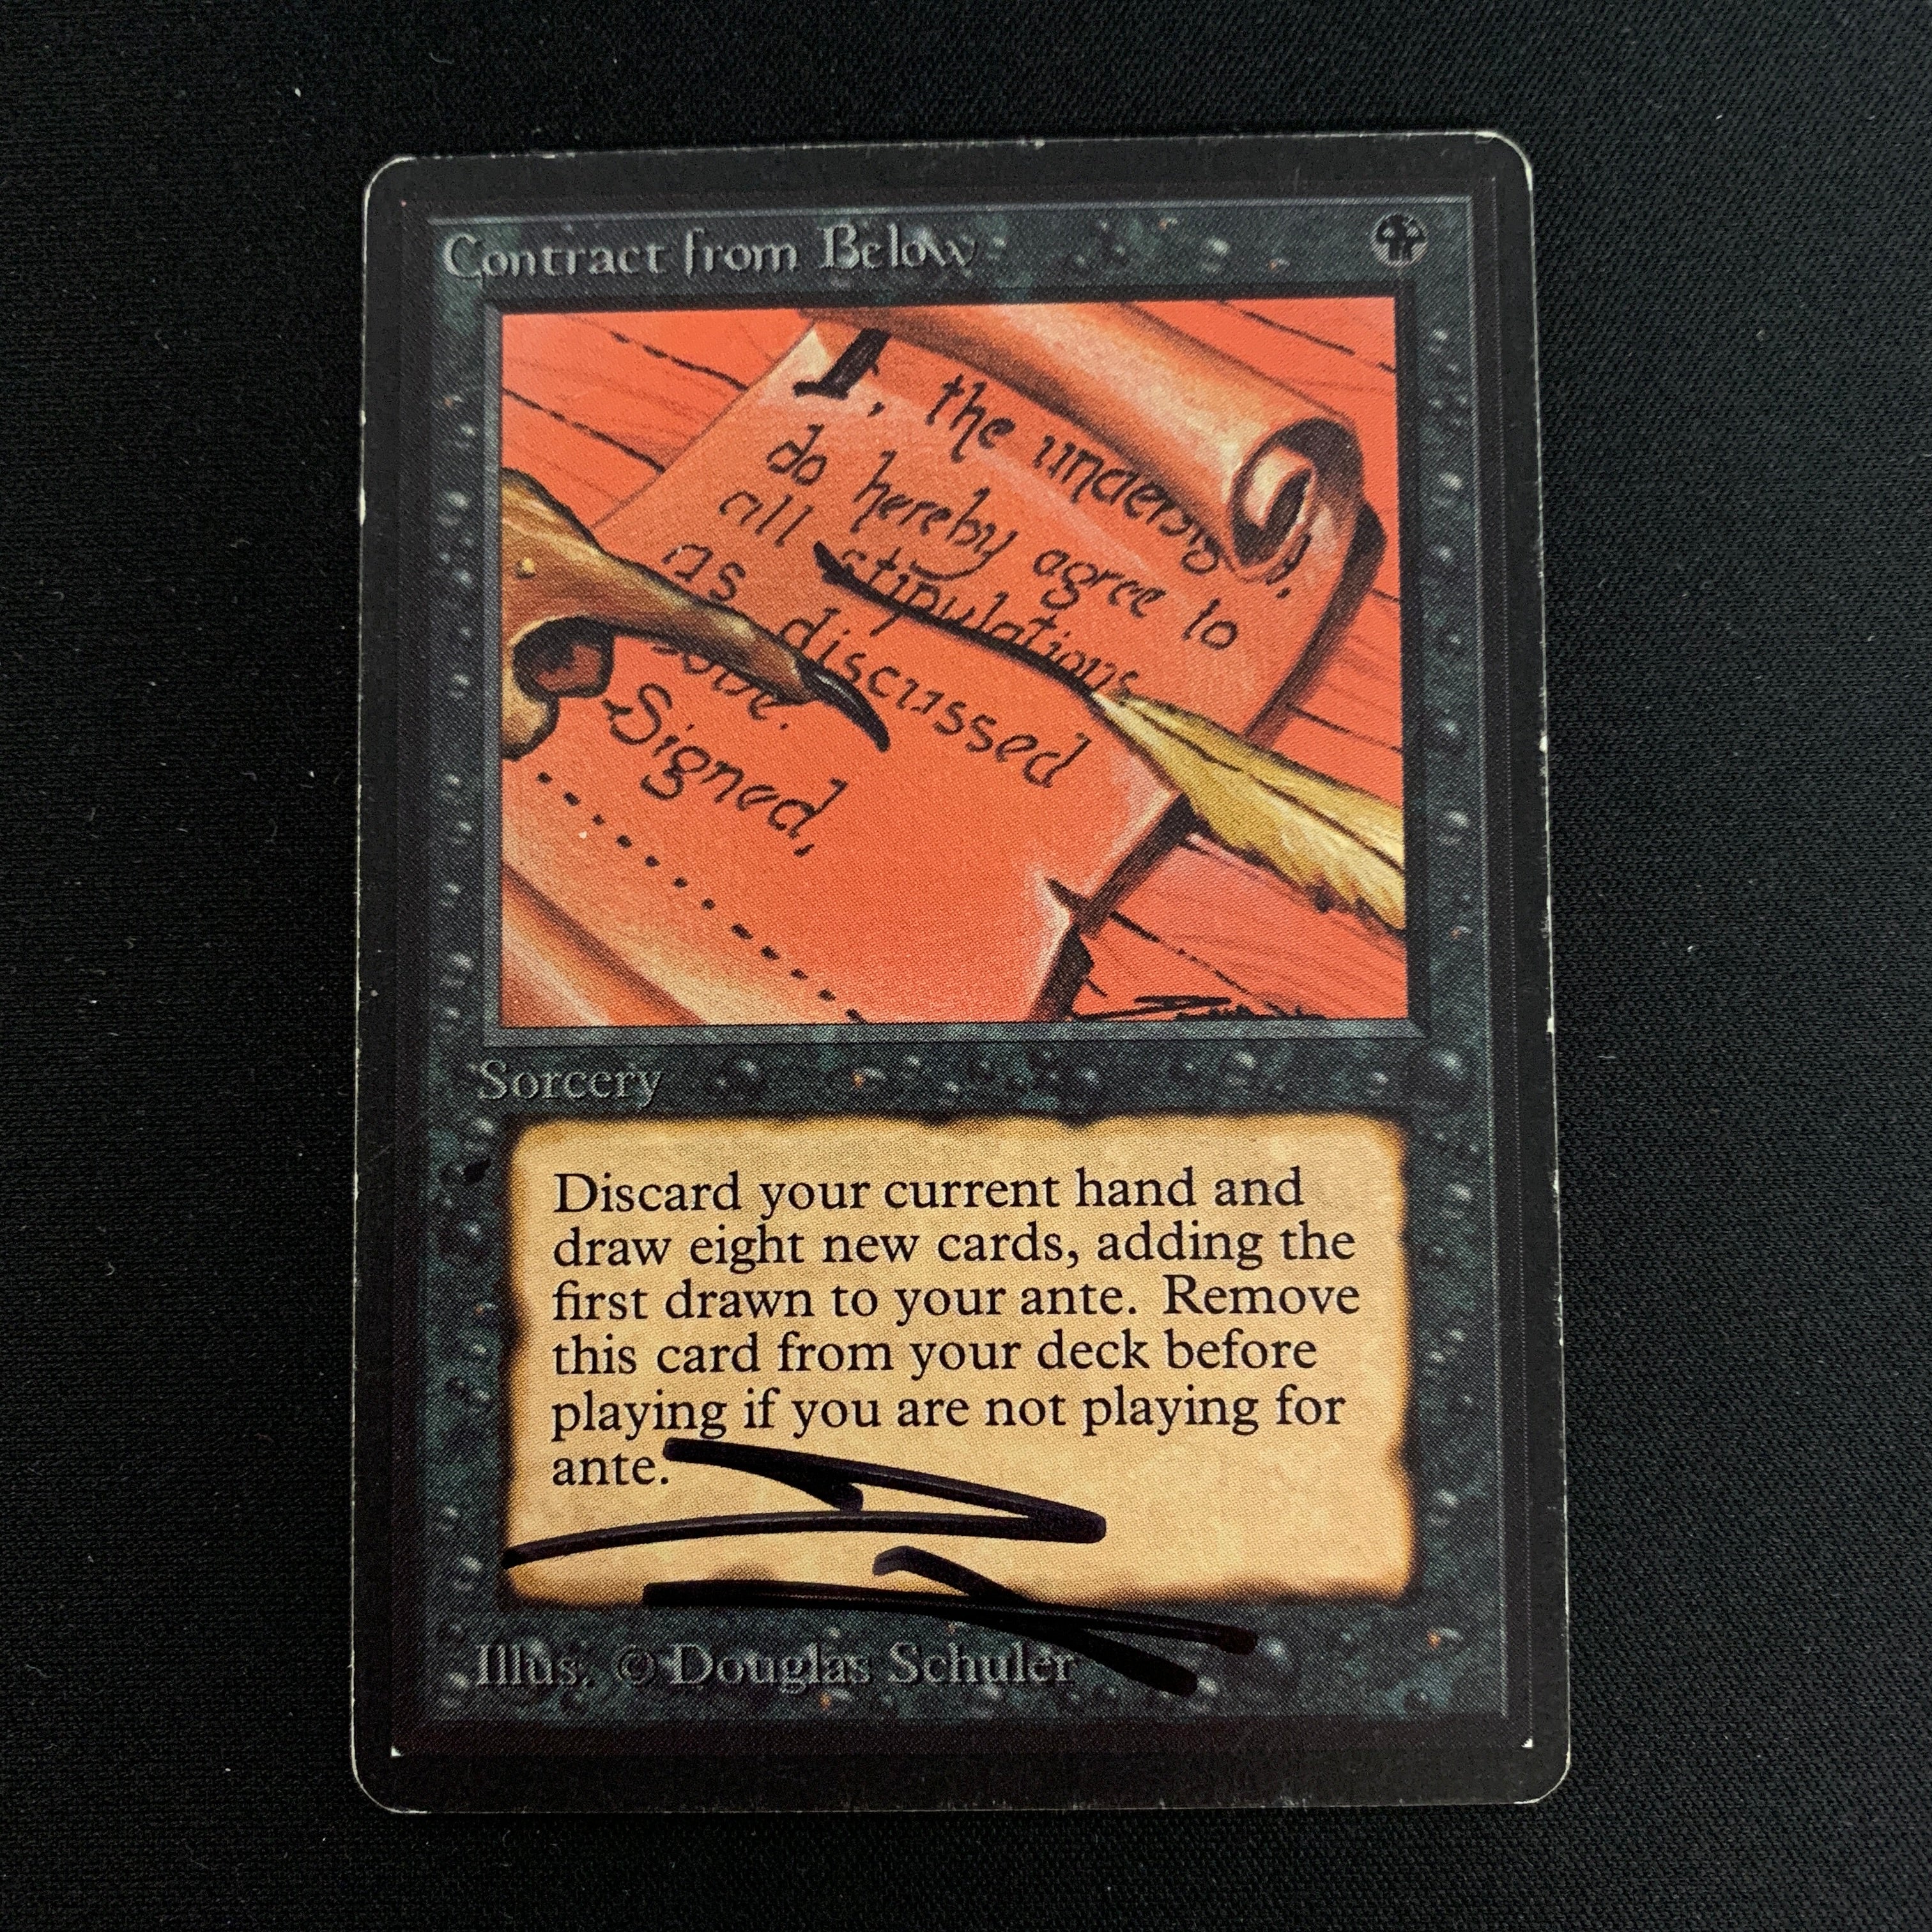 Contract from Below
I, the undersig
do hereby agree to
all stipulations
as discussed
Signed,
Sorcery
Discard your current hand and
draw eight new cards, adding the
first drawn to your ante. Remove
this card from your deck before
playing if you are not playing for
ante.
Illus. © Douglas Schuler